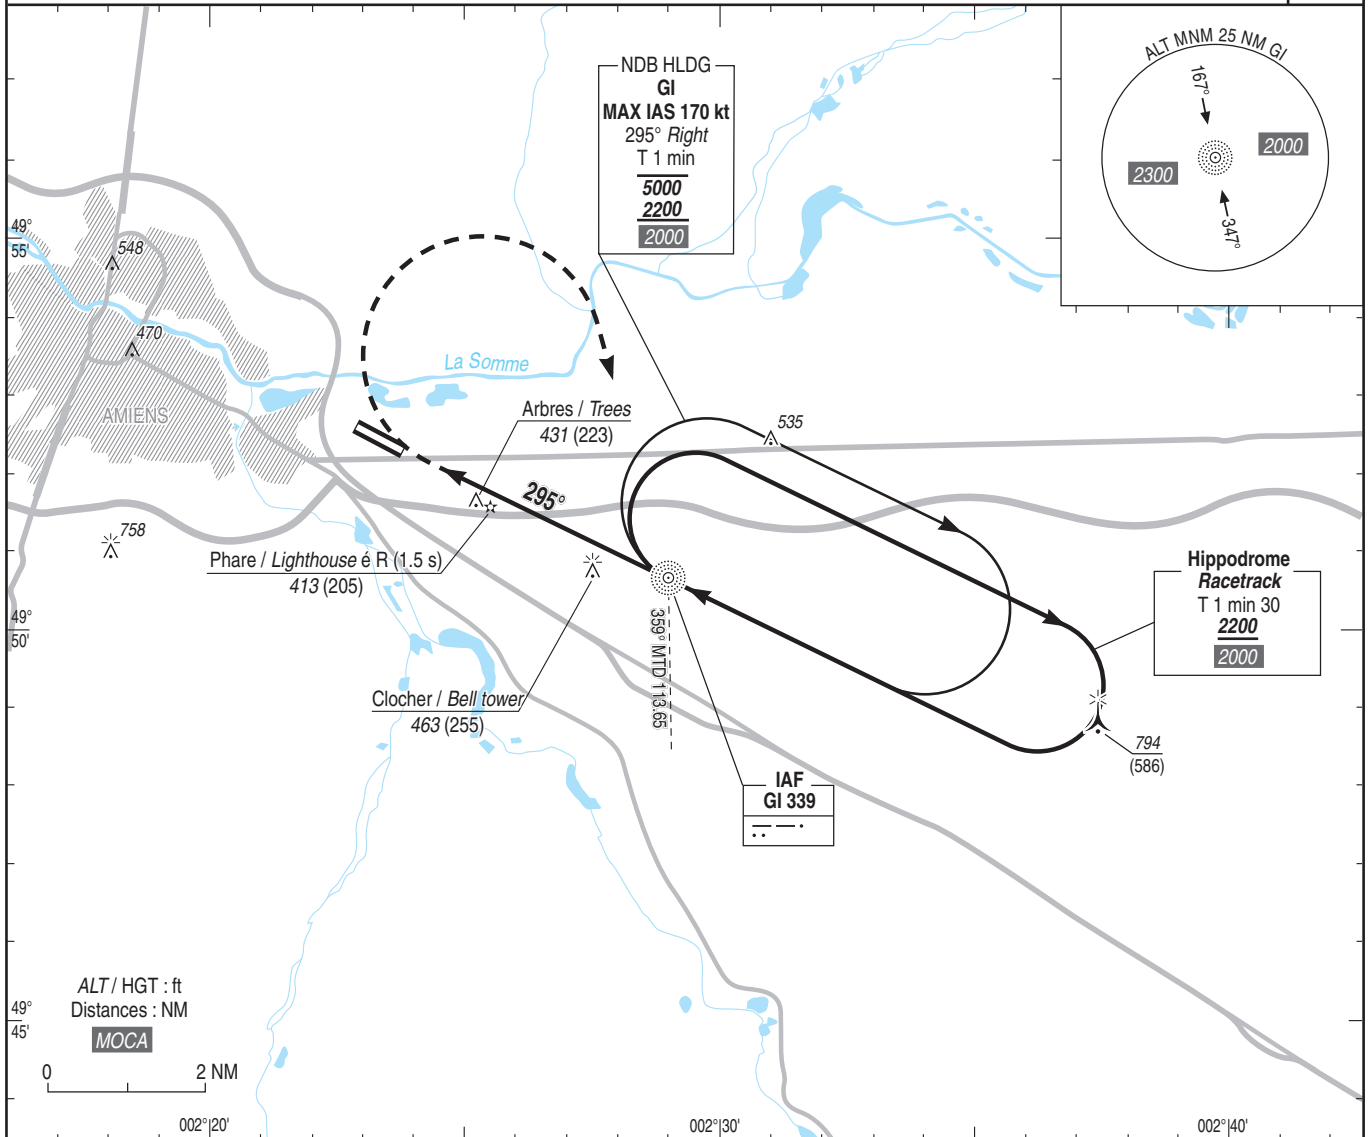 NDB HLDG
GI
MAX IAS 170 kt
295° Right
T 1 min
5000
2200
2000
ALT MNM 25 NM GI
167°
2000
2300
347°
49°
55'
548
470
AMIENS
La Somme
Arbres / Trees
431 (223)
535
295°
758
Phare / Lighthouse é R (1.5 s)
413 (205)
Hippodrome
Racetrack
T 1 min 30
2200
2000
49°
50'
359° MTD 113.65
Clocher / Bell tower
463 (255)
794
(586)
IAF
GI 339
ALT / HGT : ft
Distances : NM
MOCA
49°
45'
0 2 NM
002°20'
002°30'
002°40'